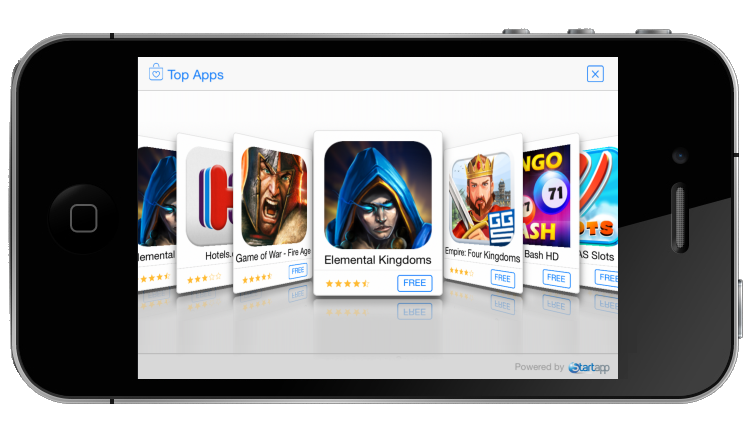 Top Apps
NGO
71
ASH
OTS
GG
lemental
Hotels.c
Game of War - Fire Age
Elemental Kingdoms
Empire: Four Kingdoms
Bash HD
AS Slots
FREE
FREE
FREE
FREE
FREE
Powered by Startapp